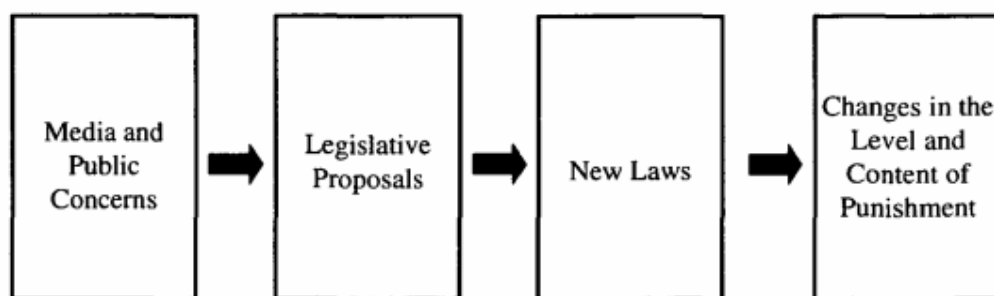 Media and
Public
Concerns
Legislative
Proposals
New Laws
Changes in the
Level and
Content of
Punishment